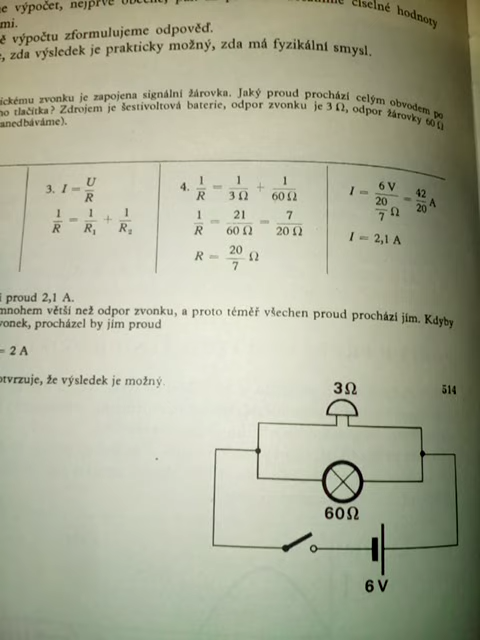 výpočet, nejprve
číselné hodnoty
mi.
ě výpočtu zformulujeme odpověď.
, zda výsledek je prakticky možný, zda má fyzikální smysl.
ickému zvonku je zapojena signální žárovka. Jaký proud prochází celým obvodem po
ho tlačítka? Zdrojem je šestivoltová baterie, odpor zvonku je 3 Ω, odpor žárovky 60 Ω
anedbáváme).
3. I = U/R
1/R = 1/R₁ + 1/R₂
4. 1/R = 1/3 Ω + 1/60 Ω
1/R = 21/60 Ω = 7/20 Ω
R = 20/7 Ω
I = 6 V / (20/7 Ω) = 42/20 A
I = 2,1 A
í proud 2,1 A.
mnohem větší než odpor zvonku, a proto téměř všechen proud prochází jím. Kdyby
vonek, procházel by jím proud
= 2 A
otvrzuje, že výsledek je možný.
3Ω
514
60Ω
6 V